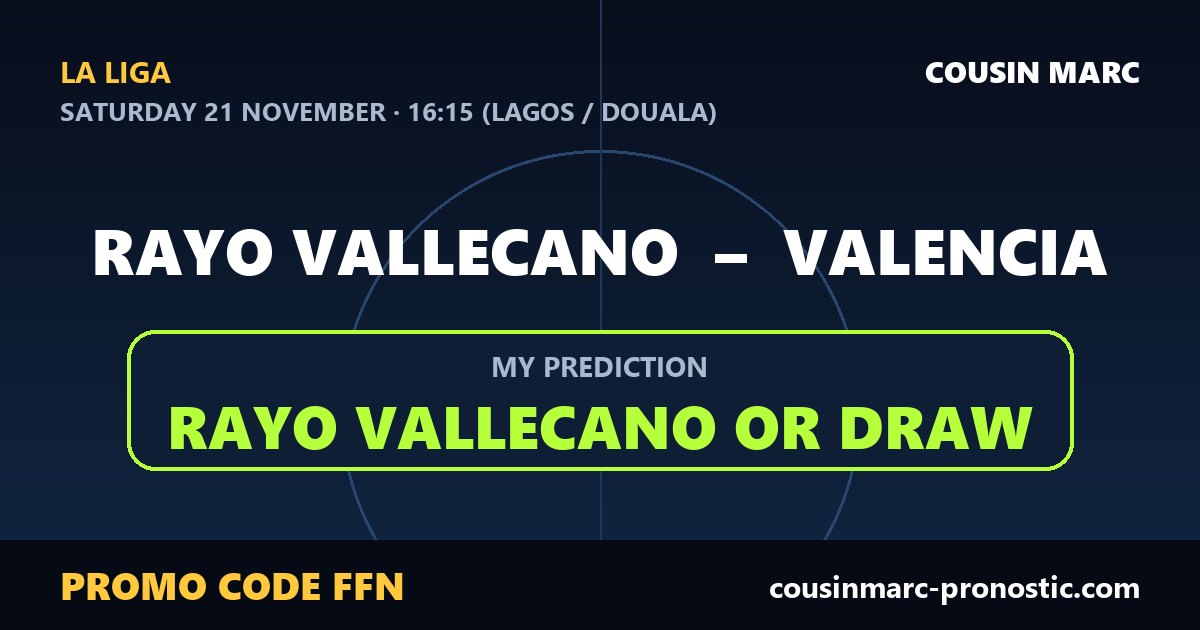 LA LIGA
COUSIN MARC
SATURDAY 21 NOVEMBER · 16:15 (LAGOS / DOUALA)
RAYO VALLECANO – VALENCIA
MY PREDICTION
RAYO VALLECANO OR DRAW
PROMO CODE FFN
cousinmarc-pronostic.com